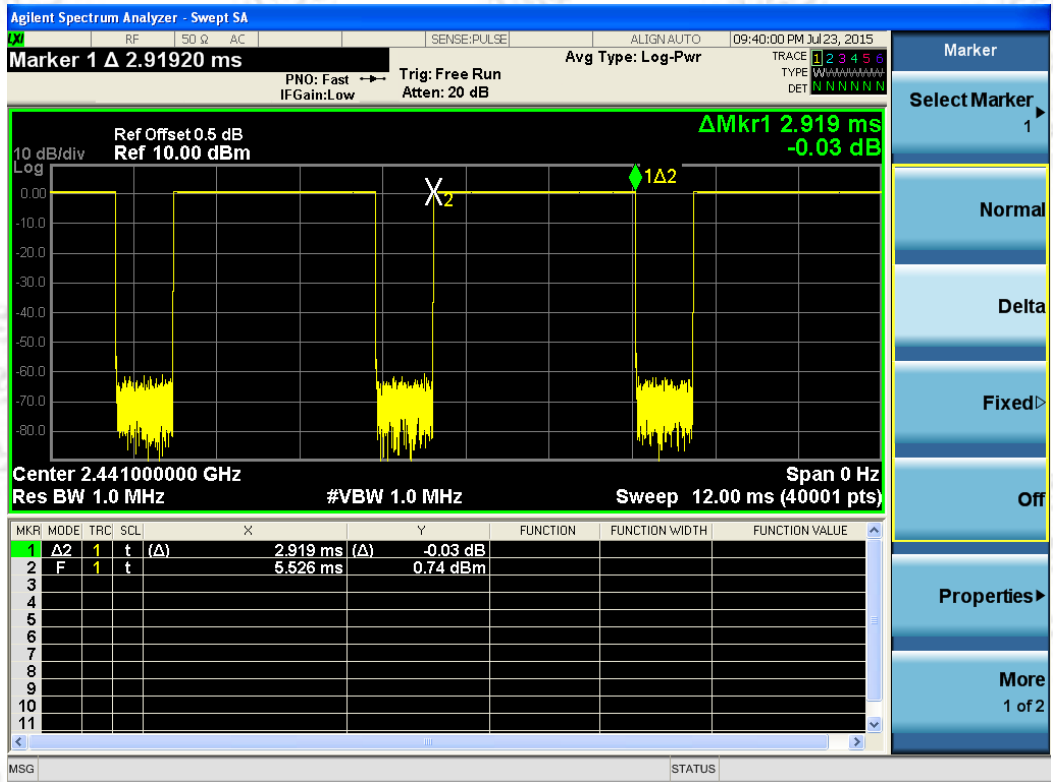 Agilent Spectrum Analyzer - Swept SA
LXI RF 50 Ω AC SENSE:PULSE ALIGN AUTO 09:40:00 PM Jul 23, 2015
Marker 1 Δ 2.91920 ms
PNO: Fast
IFGain:Low
Trig: Free Run
Atten: 20 dB
Avg Type: Log-Pwr
TRACE 1 2 3 4 5 6
TYPE WWWWWW
DET N N N N N N
ΔMkr1 2.919 ms
-0.03 dB
Ref Offset 0.5 dB
10 dB/div Ref 10.00 dBm
Log
0.00
-10.0
-20.0
-30.0
-40.0
-50.0
-60.0
-70.0
-80.0
2
1Δ2
Center 2.441000000 GHz Span 0 Hz
Res BW 1.0 MHz #VBW 1.0 MHz Sweep 12.00 ms (40001 pts)
MKR MODE TRC SCL X Y FUNCTION FUNCTION WIDTH FUNCTION VALUE
1 Δ2 1 t (Δ) 2.919 ms (Δ) -0.03 dB
2 F 1 t 5.526 ms 0.74 dBm
3
4
5
6
7
8
9
10
11
MSG STATUS
Marker
Select Marker
1
Normal
Delta
Fixed
Off
Properties
More
1 of 2